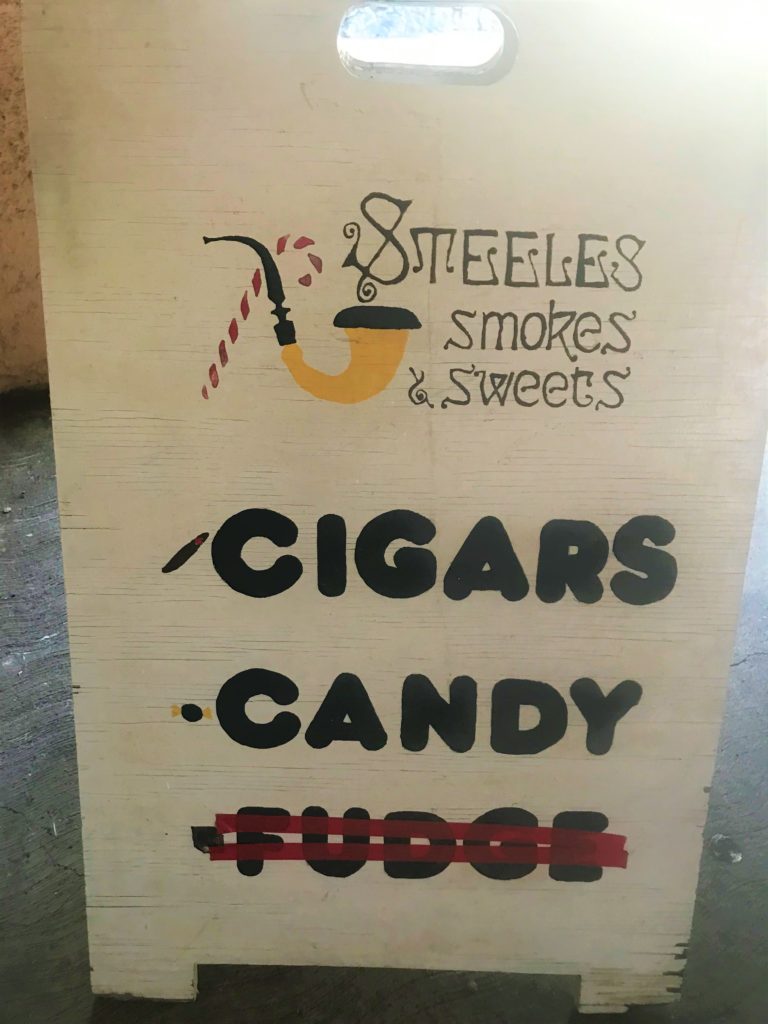 STEELES
smokes
& sweets
CIGARS
CANDY
FUDGE